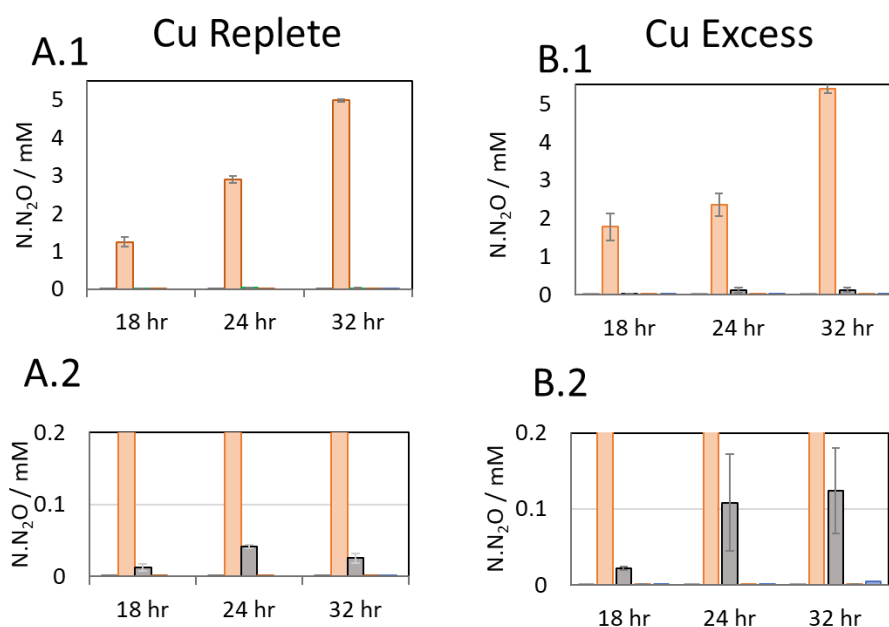 Cu Replete
A.1
N.N₂O / mM
5
4
3
2
1
0
18 hr 24 hr 32 hr
Cu Excess
B.1
N.N₂O / mM
5
4
3
2
1
0
18 hr 24 hr 32 hr
A.2
N.N₂O / mM
0.2
0.1
0
18 hr 24 hr 32 hr
B.2
N.N₂O / mM
0.2
0.1
0
18 hr 24 hr 32 hr